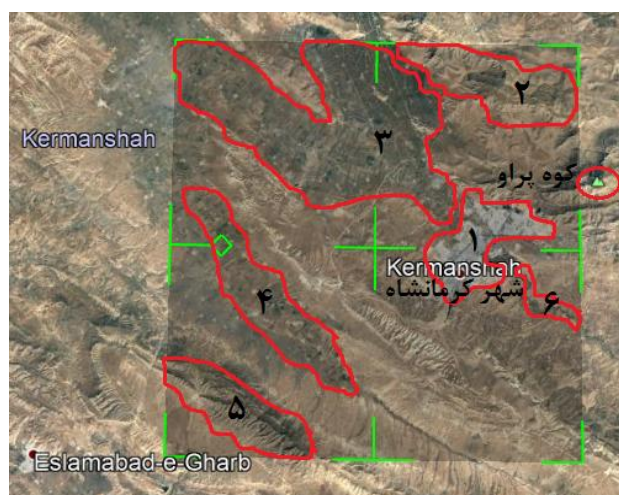 ۲
Kermanshah
۳
کوه پراو
۱
Kermanshah
شهر کرمانشاه
۴
۶
۵
Eslamabad-e-Gharb